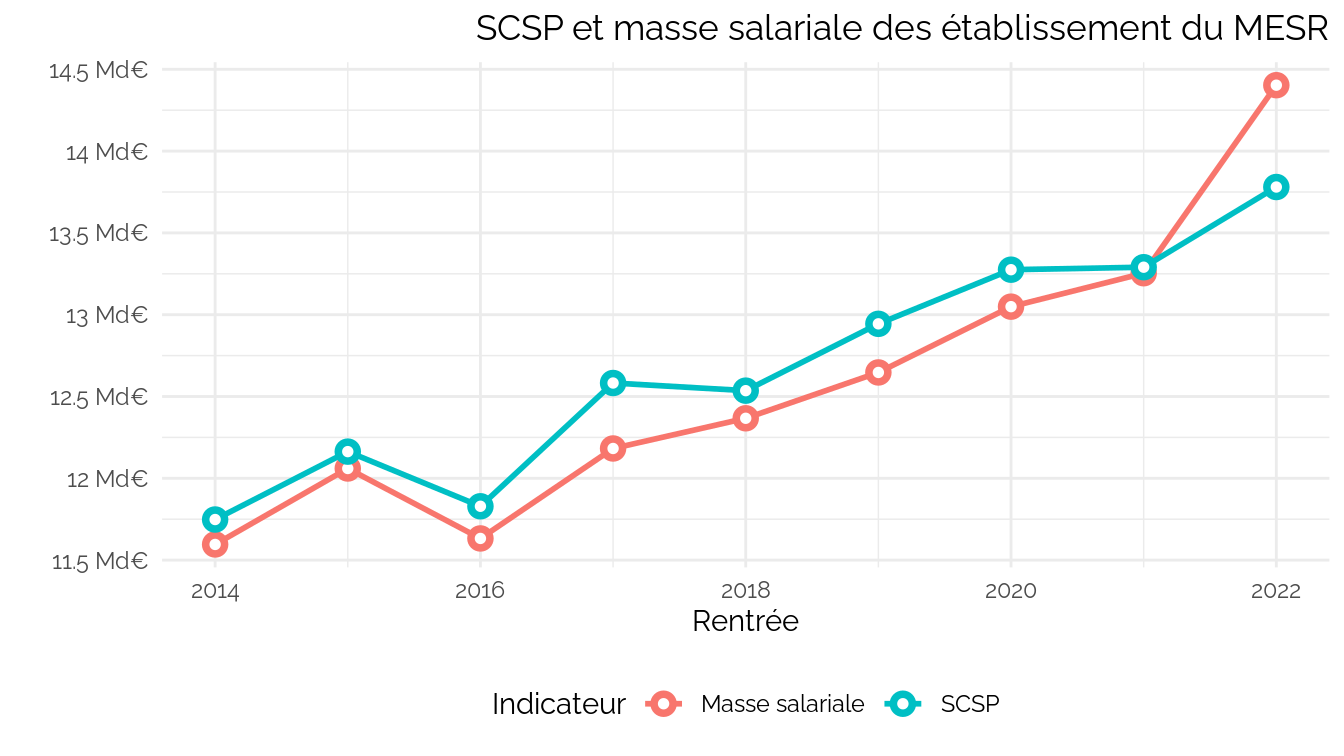 SCSP et masse salariale des établissement du MESR
14.5 Md€
14 Md€
13.5 Md€
13 Md€
12.5 Md€
12 Md€
11.5 Md€
2014 2016 2018 2020 2022
Rentrée
Indicateur Masse salariale SCSP